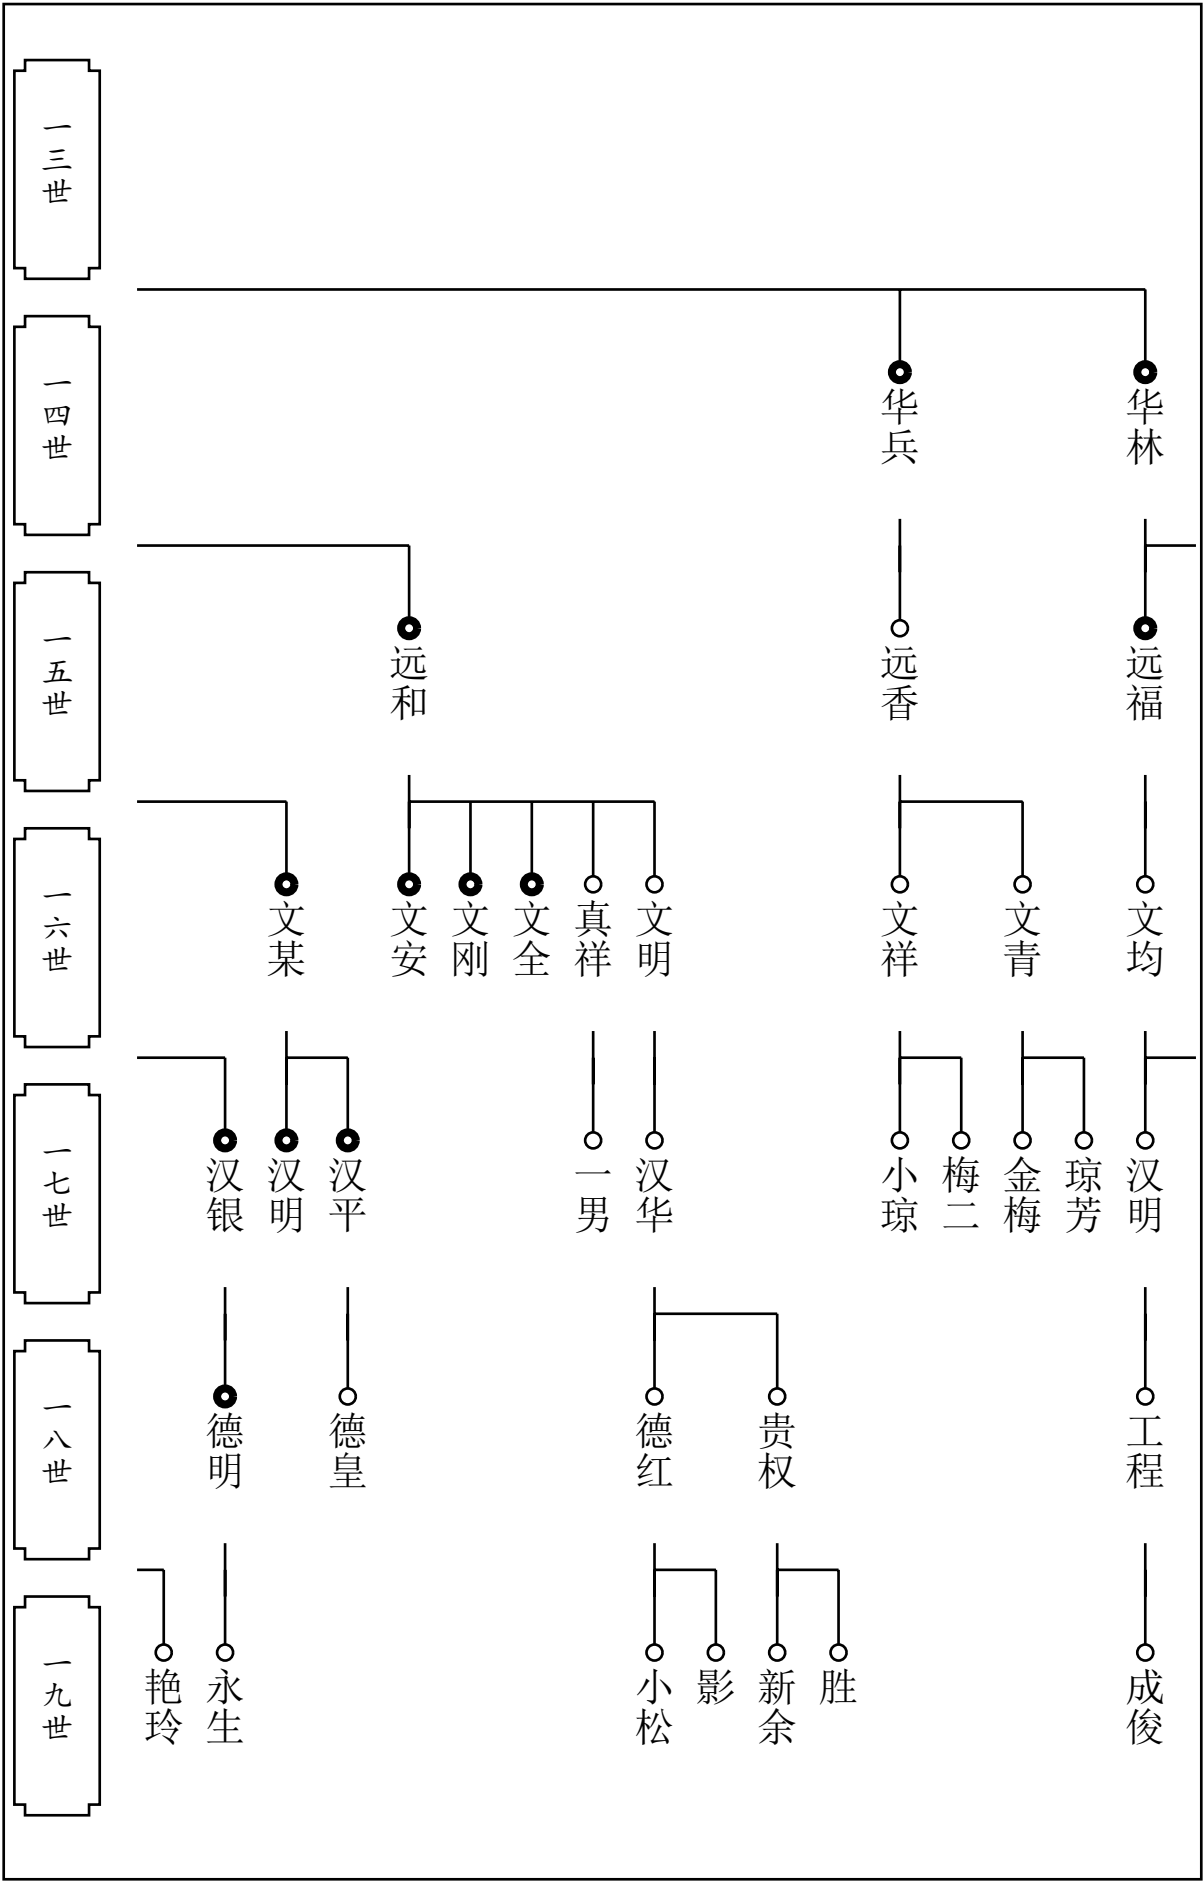 一三世
一四世
华兵
华林
一五世
远和
远香
远福
一六世
文某
文安
文刚
文全
真祥
文明
文祥
文青
文均
一七世
汉银
汉明
汉平
一男
汉华
小琼
梅二
金梅
琼芳
汉明
一八世
德明
德皇
德红
贵权
工程
一九世
艳玲
永生
小松
影
新余
胜
成俊